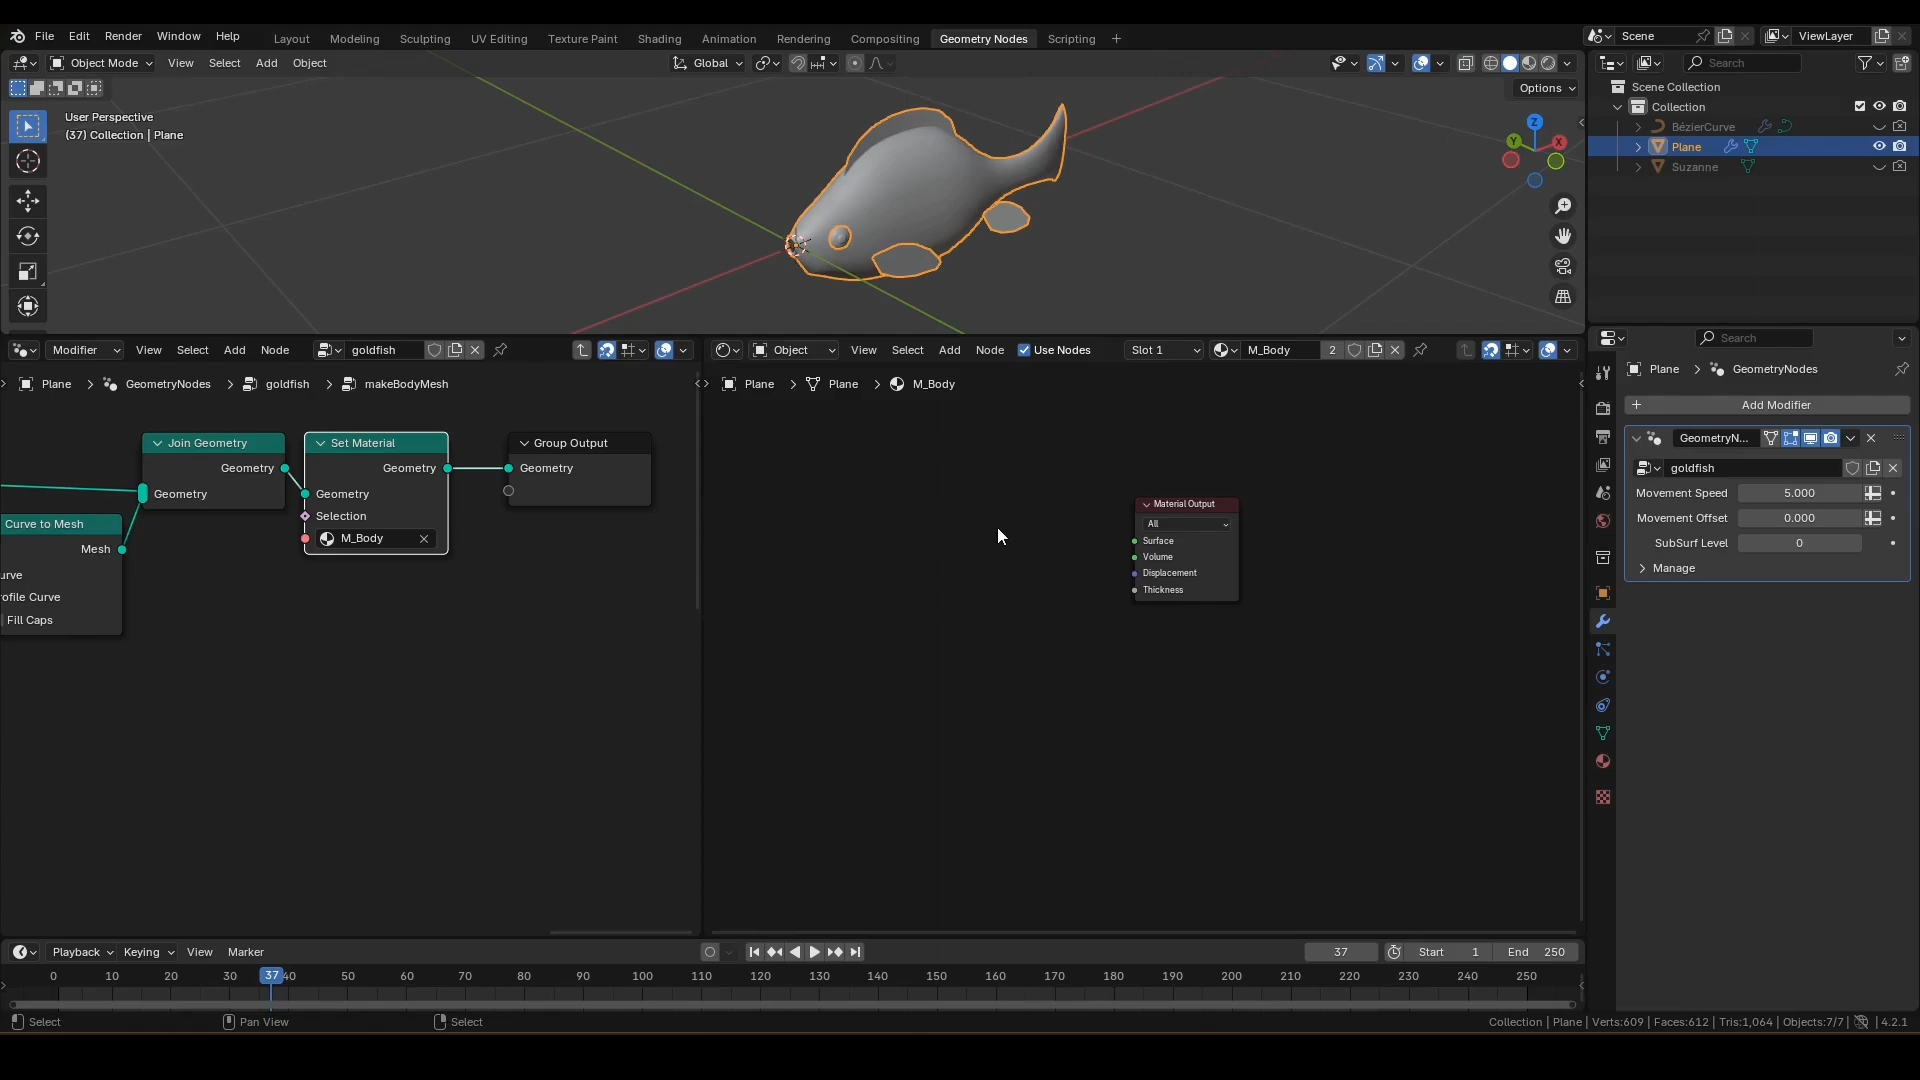 File Edit Render Window Help Layout Modeling Sculpting UV Editing Texture Paint Shading Animation Rendering Compositing Geometry Nodes Scripting + Scene ViewLayer
Object Mode View Select Add Object Global Search
Options
User Perspective
(37) Collection | Plane
Z
Y
X
Scene Collection
Collection
BézierCurve
Plane
Suzanne
Modifier View Select Add Node goldfish
Object View Select Add Node Use Nodes Slot 1 M_Body 2
Search
Plane > GeometryNodes > goldfish > makeBodyMesh
Plane > Plane > M_Body
Plane > GeometryNodes
Add Modifier
GeometryN...
goldfish
Movement Speed 5.000
Movement Offset 0.000
SubSurf Level 0
Manage
Join Geometry
Geometry
Geometry
Set Material
Geometry
Geometry
Selection
M_Body
Group Output
Geometry
Curve to Mesh
Mesh
urve
ofile Curve
Fill Caps
Material Output
All
Surface
Volume
Displacement
Thickness
Playback Keying View Marker 37 Start 1 End 250
0 10 20 30 37 40 50 60 70 80 90 100 110 120 130 140 150 160 170 180 190 200 210 220 230 240 250
Select Pan View Select Collection | Plane | Verts:609 | Faces:612 | Tris:1,064 | Objects:7/7 | 4.2.1